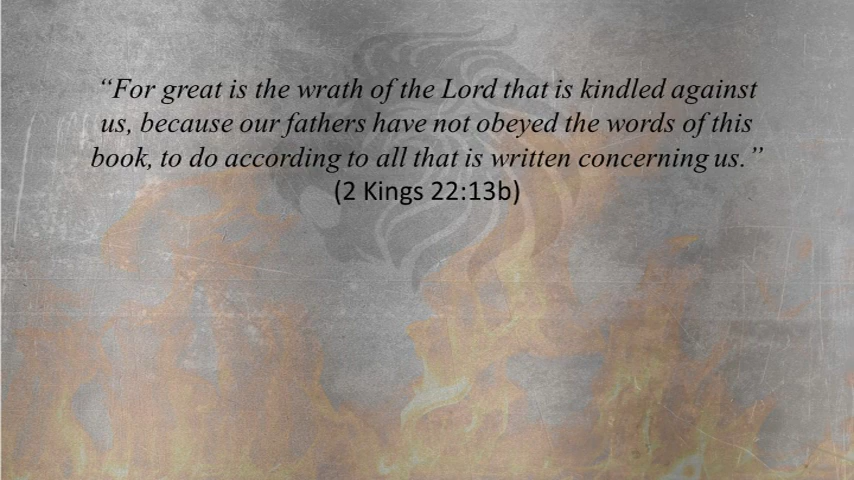 “For great is the wrath of the Lord that is kindled against
us, because our fathers have not obeyed the words of this
book, to do according to all that is written concerning us.”
(2 Kings 22:13b)